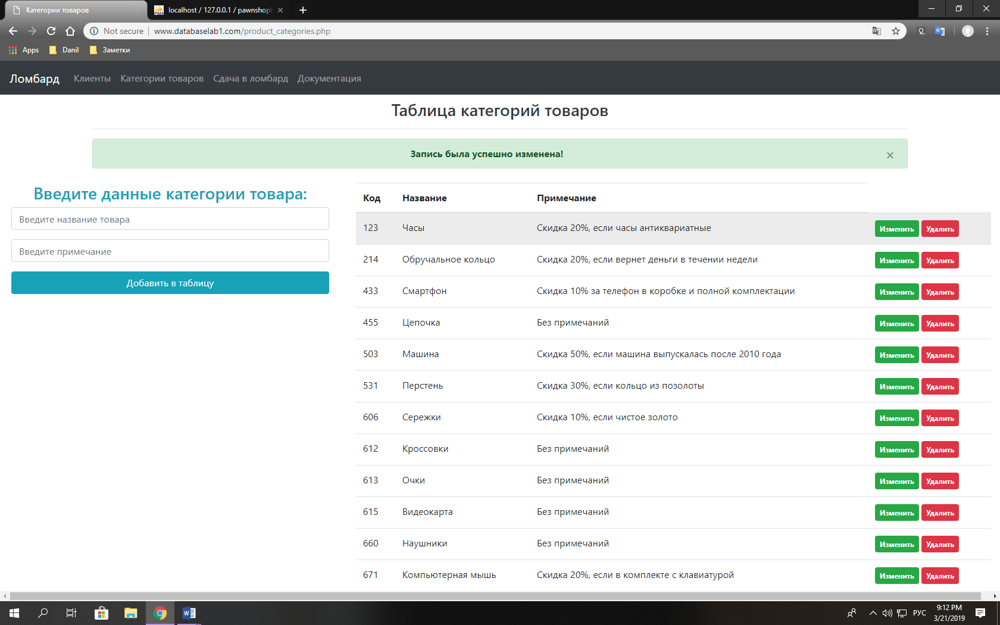 Категории товаров
localhost / 127.0.0.1 / pawnshop
Not secure www.databaselab1.com/product_categories.php
Apps Danil Заметки
Ломбард Клиенты Категории товаров Сдача в ломбард Документация
Таблица категорий товаров
Запись была успешно изменена! ×
Введите данные категории товара:
Введите название товара
Введите примечание
Добавить в таблицу
Код Название Примечание
123 Часы Скидка 20%, если часы антиквариатные Изменить Удалить
214 Обручальное кольцо Скидка 20%, если вернет деньги в течении недели Изменить Удалить
433 Смартфон Скидка 10% за телефон в коробке и полной комплектации Изменить Удалить
455 Цепочка Без примечаний Изменить Удалить
503 Машина Скидка 50%, если машина выпускалась после 2010 года Изменить Удалить
531 Перстень Скидка 30%, если кольцо из позолоты Изменить Удалить
606 Сережки Скидка 10%, если чистое золото Изменить Удалить
612 Кроссовки Без примечаний Изменить Удалить
613 Очки Без примечаний Изменить Удалить
615 Видеокарта Без примечаний Изменить Удалить
660 Наушники Без примечаний Изменить Удалить
671 Компьютерная мышь Скидка 20%, если в комплекте с клавиатурой Изменить Удалить
РУС
9:12 PM
3/21/2019